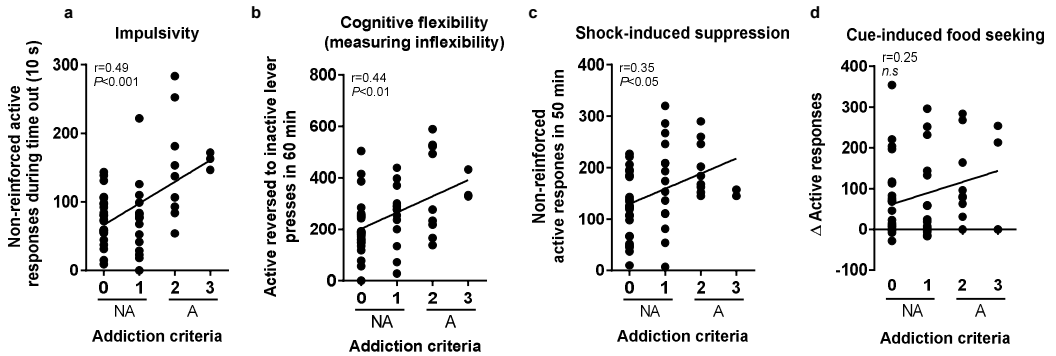 a
Impulsivity
r=0.49
P<0.001
Non-reinforced active
responses during time out (10 s)
300
200
100
0
0 1 2 3
NA A
Addiction criteria
b
Cognitive flexibility
(measuring inflexibility)
r=0.44
P<0.01
Active reversed to inactive lever
presses in 60 min
800
600
400
200
0
0 1 2 3
NA A
Addiction criteria
c
Shock-induced suppression
r=0.35
P<0.05
Non-reinforced
active respones in 50 min
400
300
200
100
0
0 1 2 3
NA A
Addiction criteria
d
Cue-induced food seeking
r=0.25
n.s
Δ Active responses
400
300
200
100
0
-100
0 1 2 3
NA A
Addiction criteria